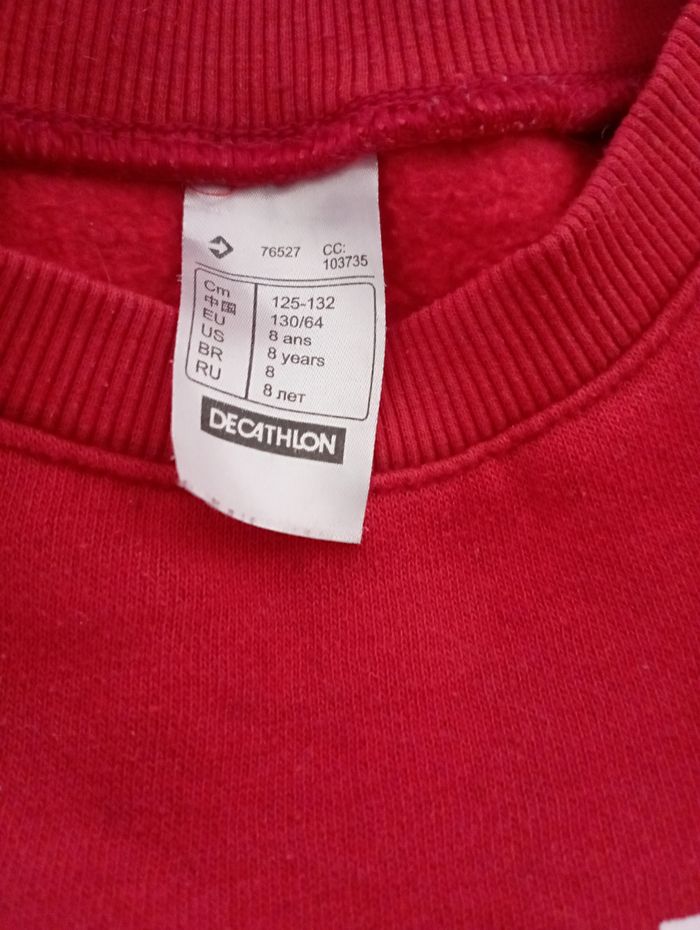 76527 CC:
103735
Cm 125-132
中国 130/64
EU 8 ans
US 8 years
BR 8
RU 8 лет
DECATHLON